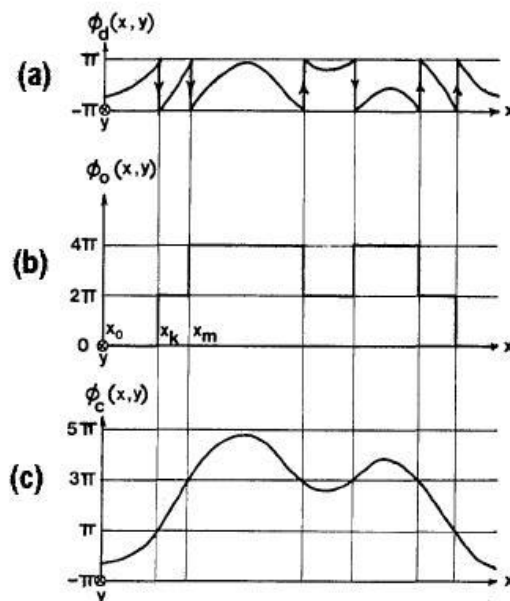 ϕd(x,y)
(a)
π
-π
y
x
ϕo(x,y)
(b)
4π
2π
0
x0
xk
xm
y
x
ϕc(x,y)
(c)
5π
3π
π
-π
y
x